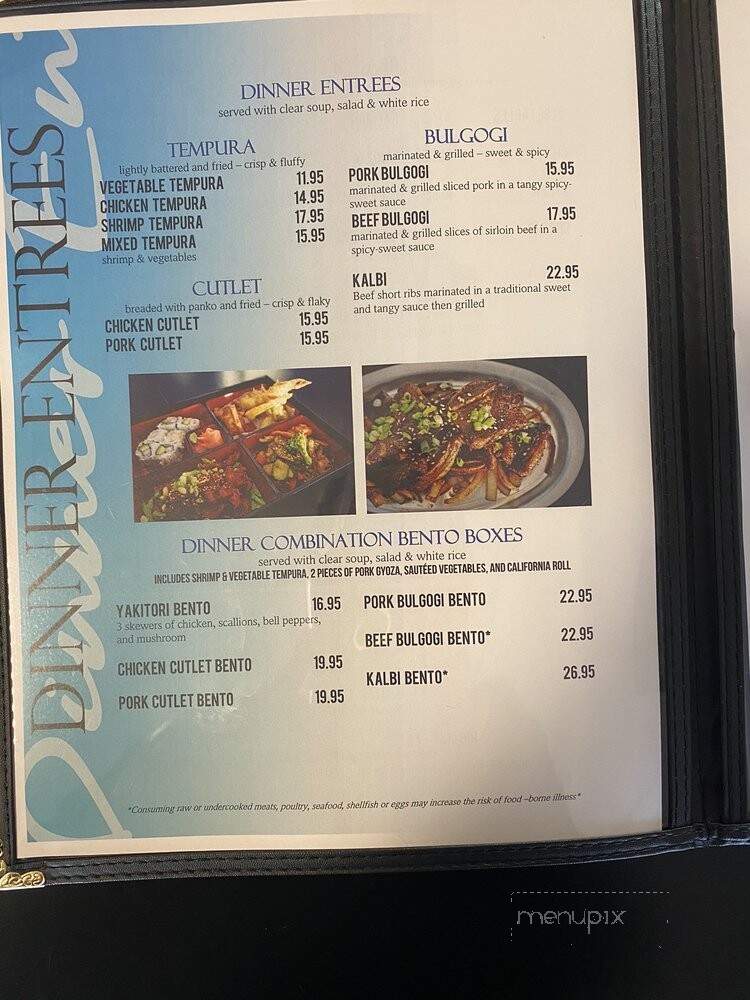 DINNER ENTREES
DINNER ENTREES
served with clear soup, salad & white rice
TEMPURA
lightly battered and fried – crisp & fluffy
VEGETABLE TEMPURA 11.95
CHICKEN TEMPURA 14.95
SHRIMP TEMPURA 17.95
MIXED TEMPURA 15.95
shrimp & vegetables
CUTLET
breaded with panko and fried – crisp & flaky
CHICKEN CUTLET 15.95
PORK CUTLET 15.95
BULGOGI
marinated & grilled – sweet & spicy
PORK BULGOGI 15.95
marinated & grilled sliced pork in a tangy spicy-
sweet sauce
BEEF BULGOGI 17.95
marinated & grilled slices of sirloin beef in a
spicy-sweet sauce
KALBI 22.95
Beef short ribs marinated in a traditional sweet
and tangy sauce then grilled
DINNER COMBINATION BENTO BOXES
served with clear soup, salad & white rice
INCLUDES SHRIMP & VEGETABLE TEMPURA, 2 PIECES OF PORK GYOZA, SAUTÉED VEGETABLES, AND CALIFORNIA ROLL
YAKITORI BENTO 16.95
3 skewers of chicken, scallions, bell peppers,
and mushroom
CHICKEN CUTLET BENTO 19.95
PORK CUTLET BENTO 19.95
PORK BULGOGI BENTO 22.95
BEEF BULGOGI BENTO* 22.95
KALBI BENTO* 26.95
*Consuming raw or undercooked meats, poultry, seafood, shellfish or eggs may increase the risk of food –borne illness*
menupix